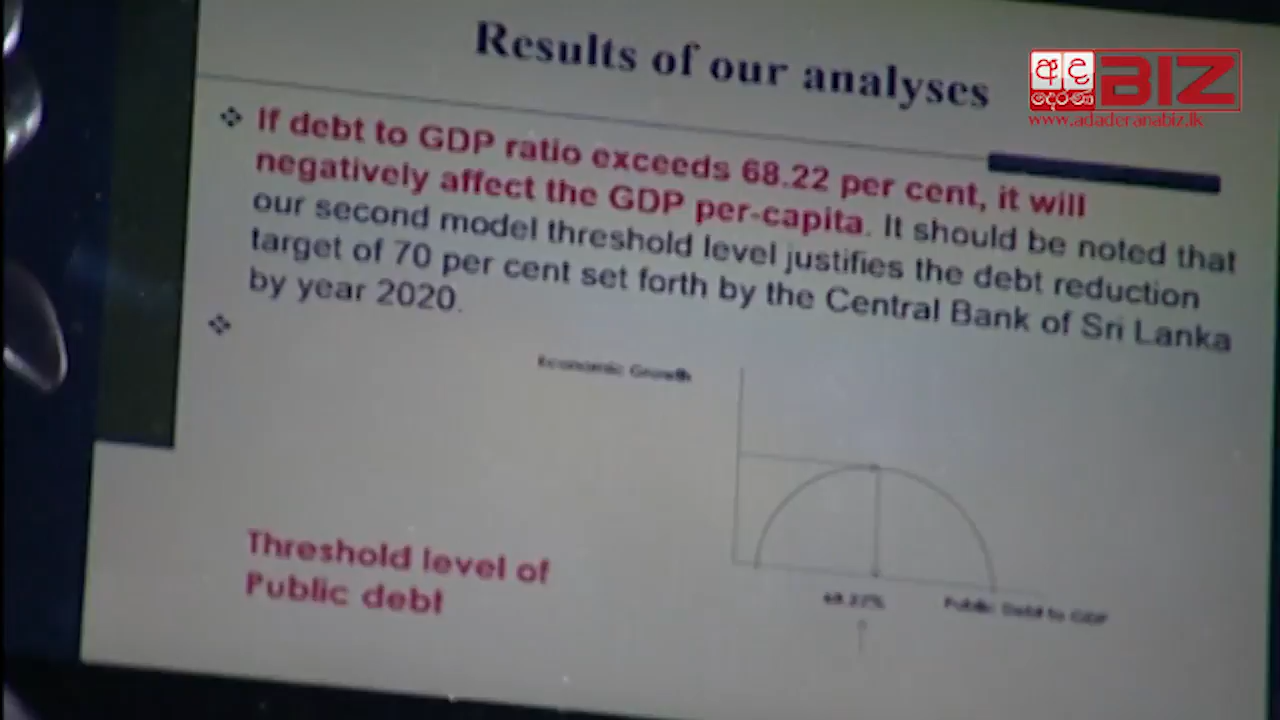 Results of our analyses
අද
දෙරණ
BIZ
www.adaderanabiz.lk
❖ If debt to GDP ratio exceeds 68.22 per cent, it will
negatively affect the GDP per-capita. It should be noted that
our second model threshold level justifies the debt reduction
target of 70 per cent set forth by the Central Bank of Sri Lanka
by year 2020.
❖
Economic Growth
Threshold level of
Public debt
68.22%
Public Debt to GDP